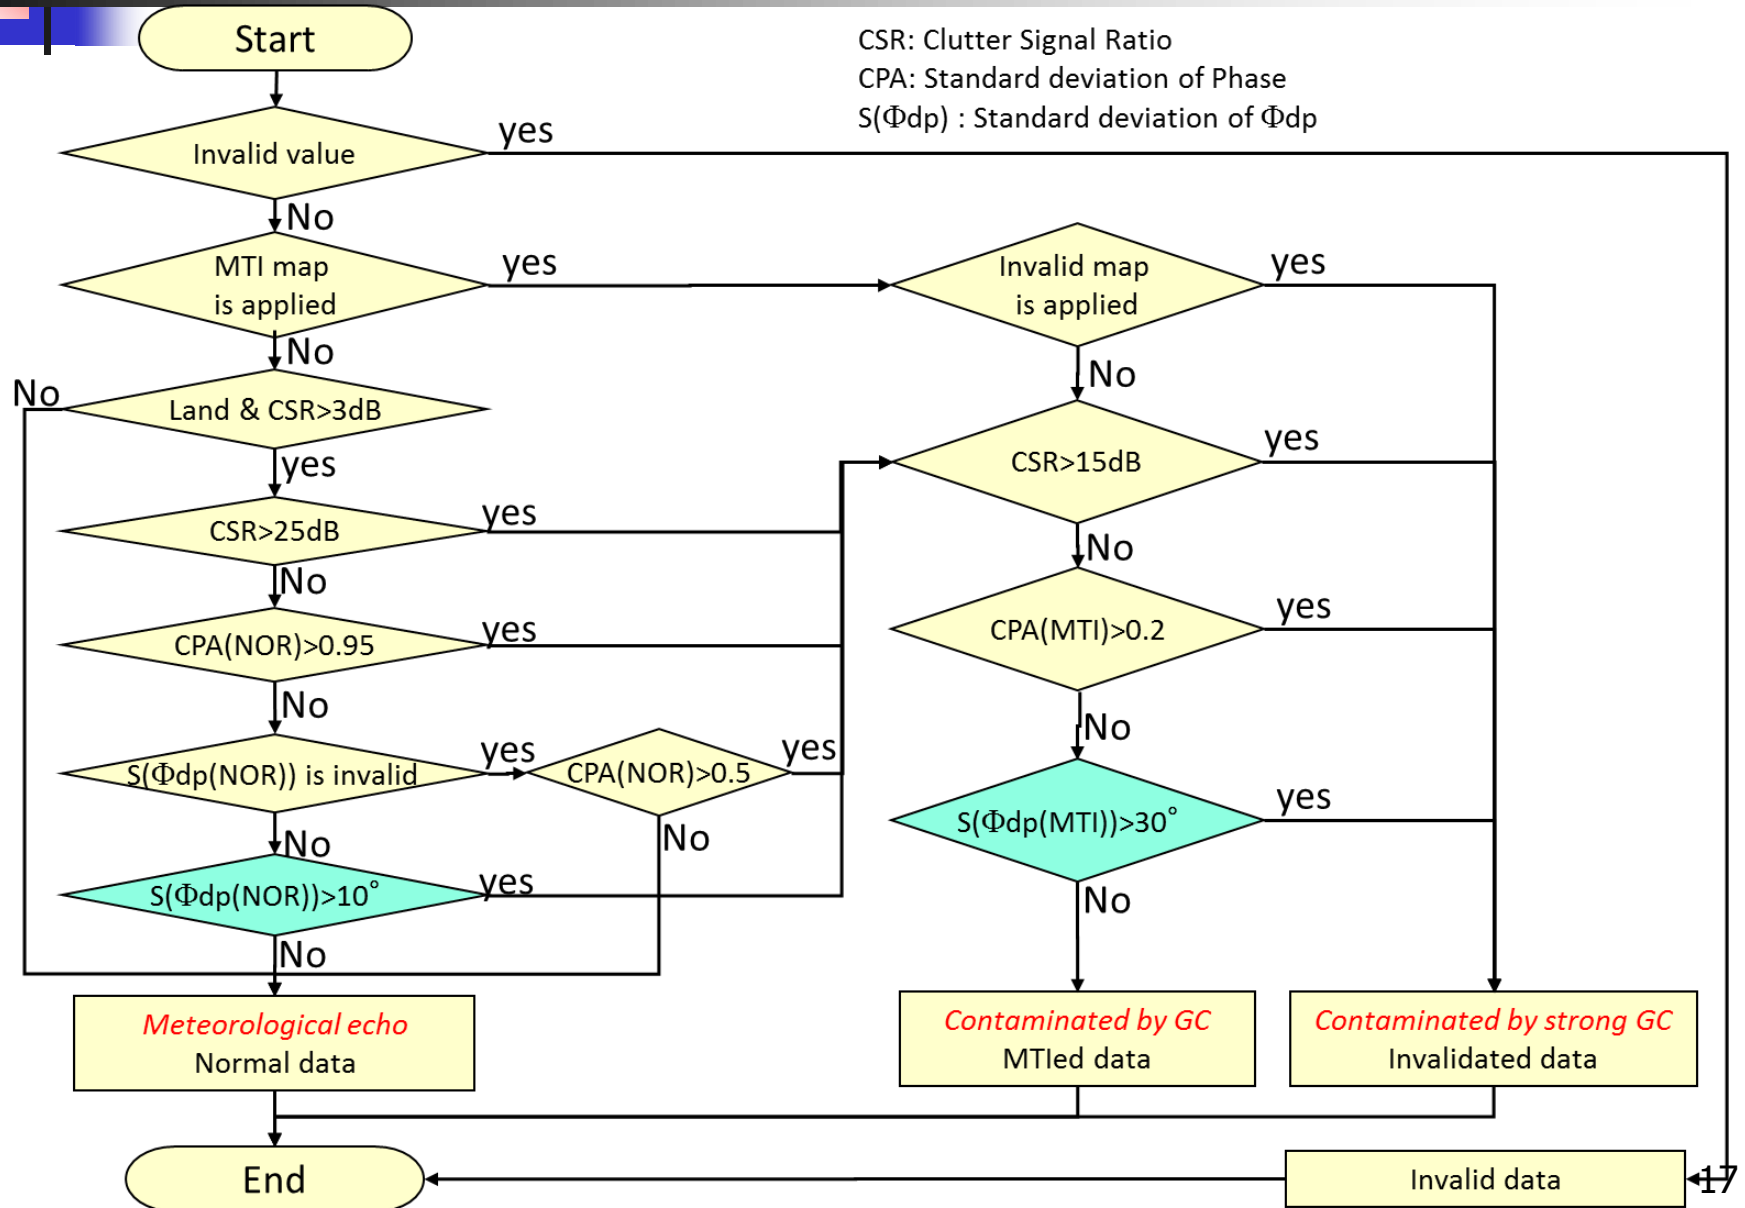 Start
CSR: Clutter Signal Ratio
CPA: Standard deviation of Phase
S(Φdp) : Standard deviation of Φdp
Invalid value
yes
No
MTI map
is applied
yes
Invalid map
is applied
yes
No
No
No
Land & CSR>3dB
yes
CSR>15dB
yes
CSR>25dB
yes
No
No
CPA(NOR)>0.95
yes
CPA(MTI)>0.2
yes
No
No
S(Φdp(NOR)) is invalid
yes
CPA(NOR)>0.5
yes
No
No
S(Φdp(MTI))>30°
yes
S(Φdp(NOR))>10°
yes
No
No
Meteorological echo
Normal data
Contaminated by GC
MTIed data
Contaminated by strong GC
Invalidated data
End
Invalid data
17